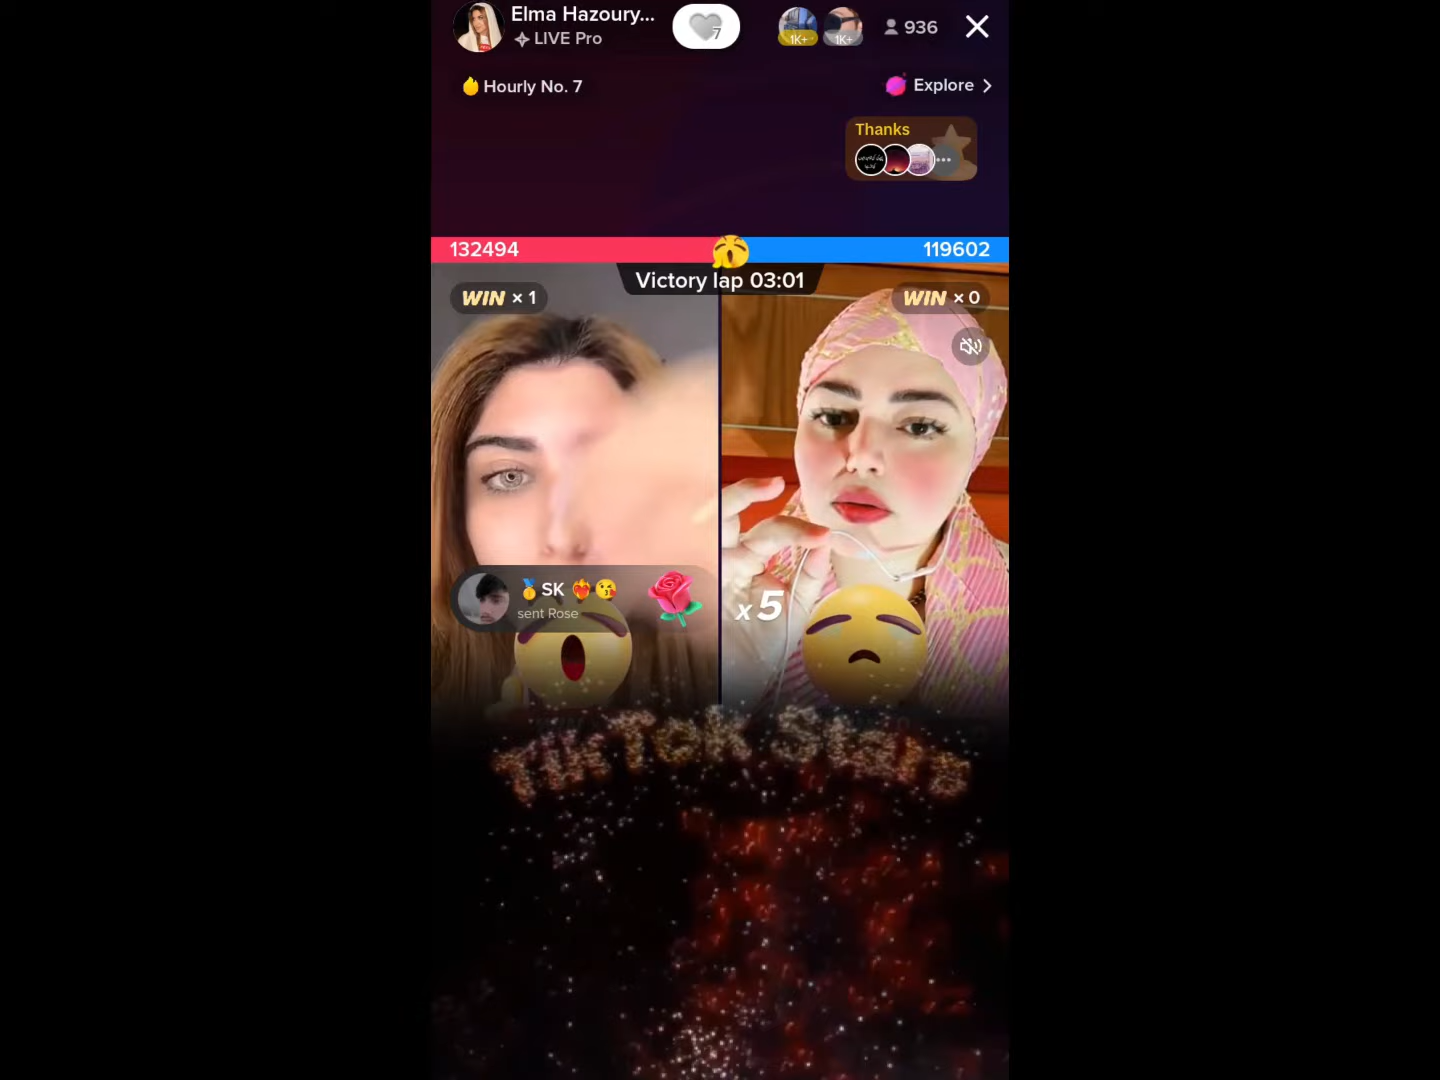 Elma Hazoury...
LIVE Pro
7
1K+
1K+
936
Hourly No. 7
Explore
Thanks
132494
119602
Victory lap 03:01
WIN × 1
WIN × 0
SK
sent Rose
x 5
TikTok Stars